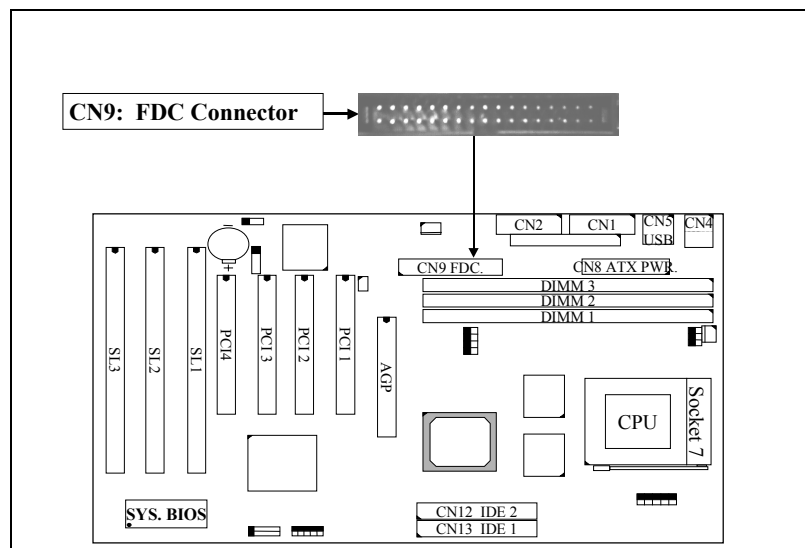 CN9:  FDC Connector
CN2
CN1
CN5
USB
CN4
CN9 FDC.
CN8 ATX PWR.
DIMM 3
DIMM 2
DIMM 1
SL3
SL2
SL1
PCI4
PCI 3
PCI 2
PCI 1
AGP
CPU
Socket 7
SYS. BIOS
CN12  IDE 2
CN13  IDE 1